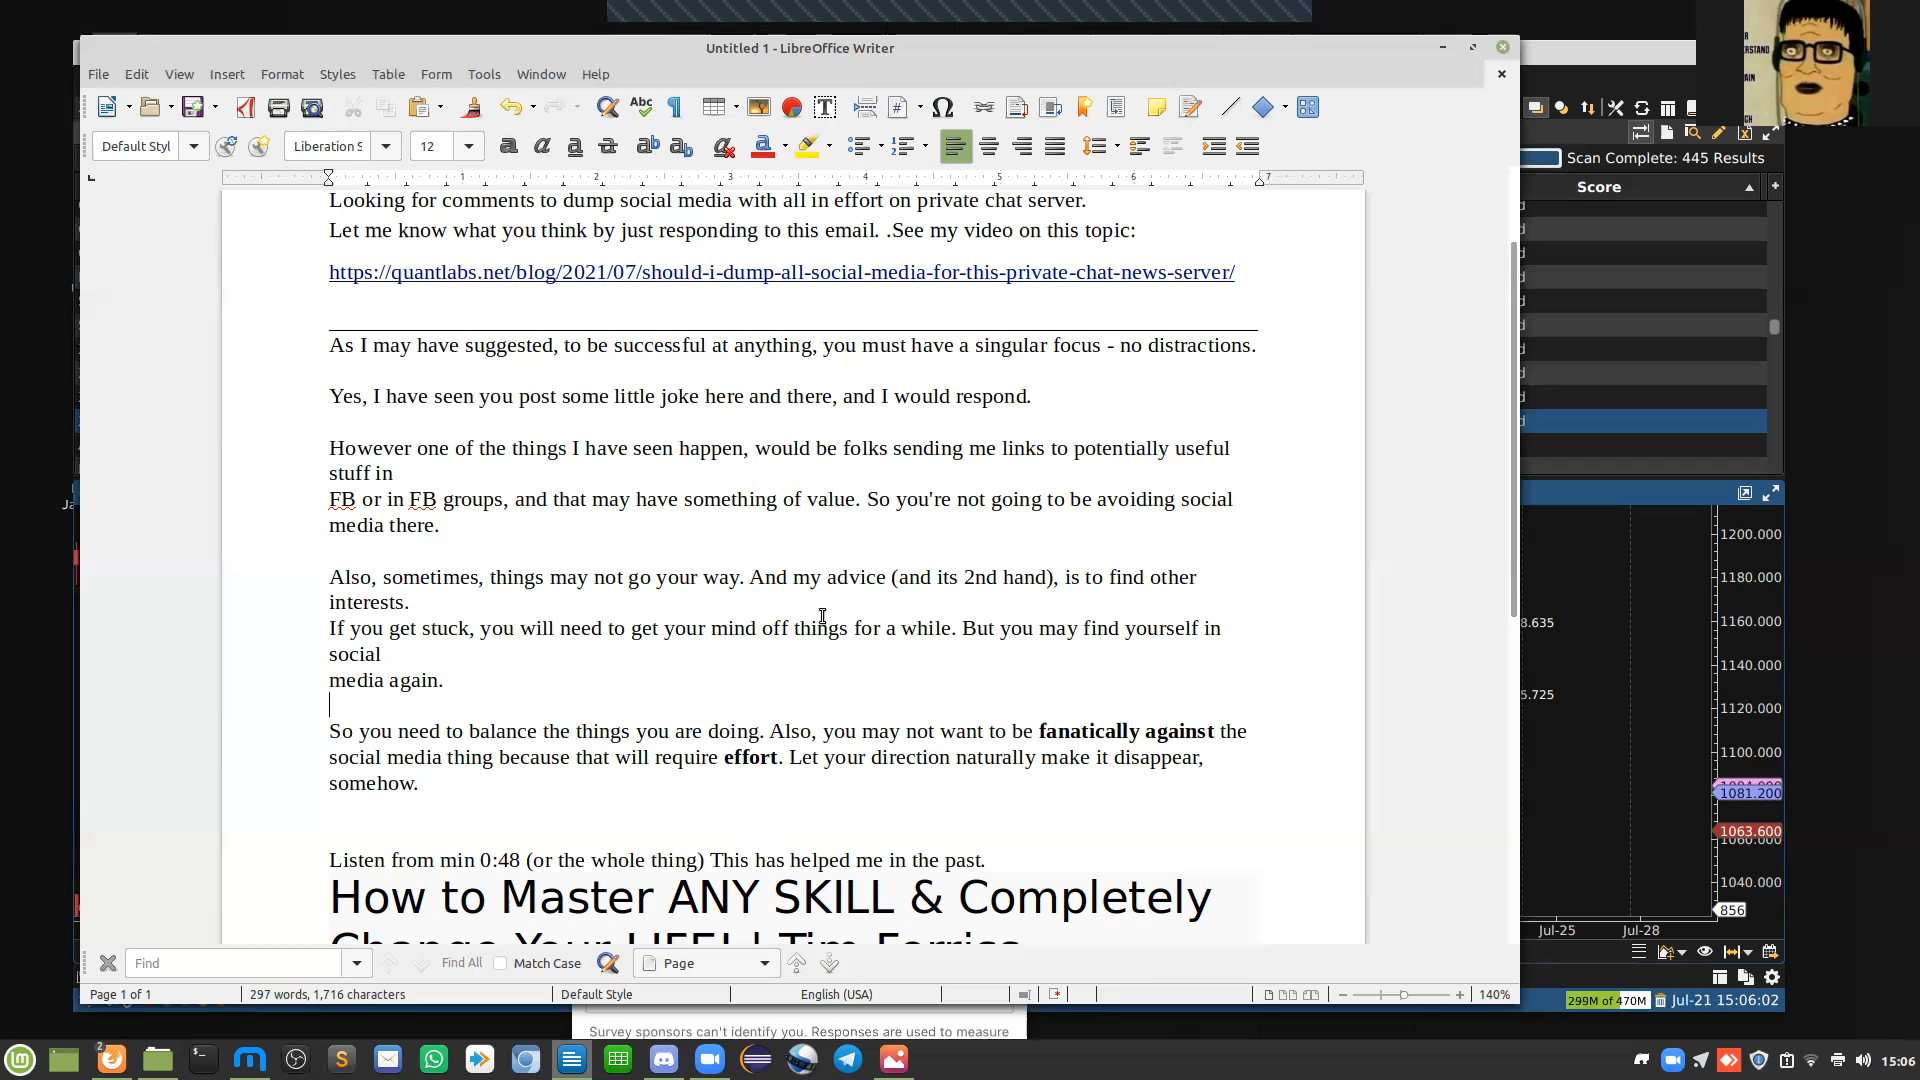 Untitled 1 - LibreOffice Writer
File Edit View Insert Format Styles Table Form Tools Window Help
Default Styl
Liberation S
12
Scan Complete: 445 Results
Score
1 2 3 4 5 6 7
Looking for comments to dump social media with all in effort on private chat server.
Let me know what you think by just responding to this email. .See my video on this topic:
https://quantlabs.net/blog/2021/07/should-i-dump-all-social-media-for-this-private-chat-news-server/
As I may have suggested, to be successful at anything, you must have a singular focus - no distractions.
Yes, I have seen you post some little joke here and there, and I would respond.
However one of the things I have seen happen, would be folks sending me links to potentially useful
stuff in
FB or in FB groups, and that may have something of value. So you're not going to be avoiding social
media there.
Also, sometimes, things may not go your way. And my advice (and its 2nd hand), is to find other
interests.
If you get stuck, you will need to get your mind off things for a while. But you may find yourself in
social
media again.
So you need to balance the things you are doing. Also, you may not want to be fanatically against the
social media thing because that will require effort. Let your direction naturally make it disappear,
somehow.
Listen from min 0:48 (or the whole thing) This has helped me in the past.
How to Master ANY SKILL & Completely
Change Your LIFE! | Tim Ferriss
1200.000
1180.000
1160.000
1140.000
1120.000
1100.000
1081.200
1063.600
1040.000
856
8.635
5.725
Jul-25 Jul-28
Find
Find All
Match Case
Page
Page 1 of 1
297 words, 1,716 characters
Default Style
English (USA)
140%
299M of 470M
Jul-21 15:06:02
Survey sponsors can't identify you. Responses are used to measure
15:06